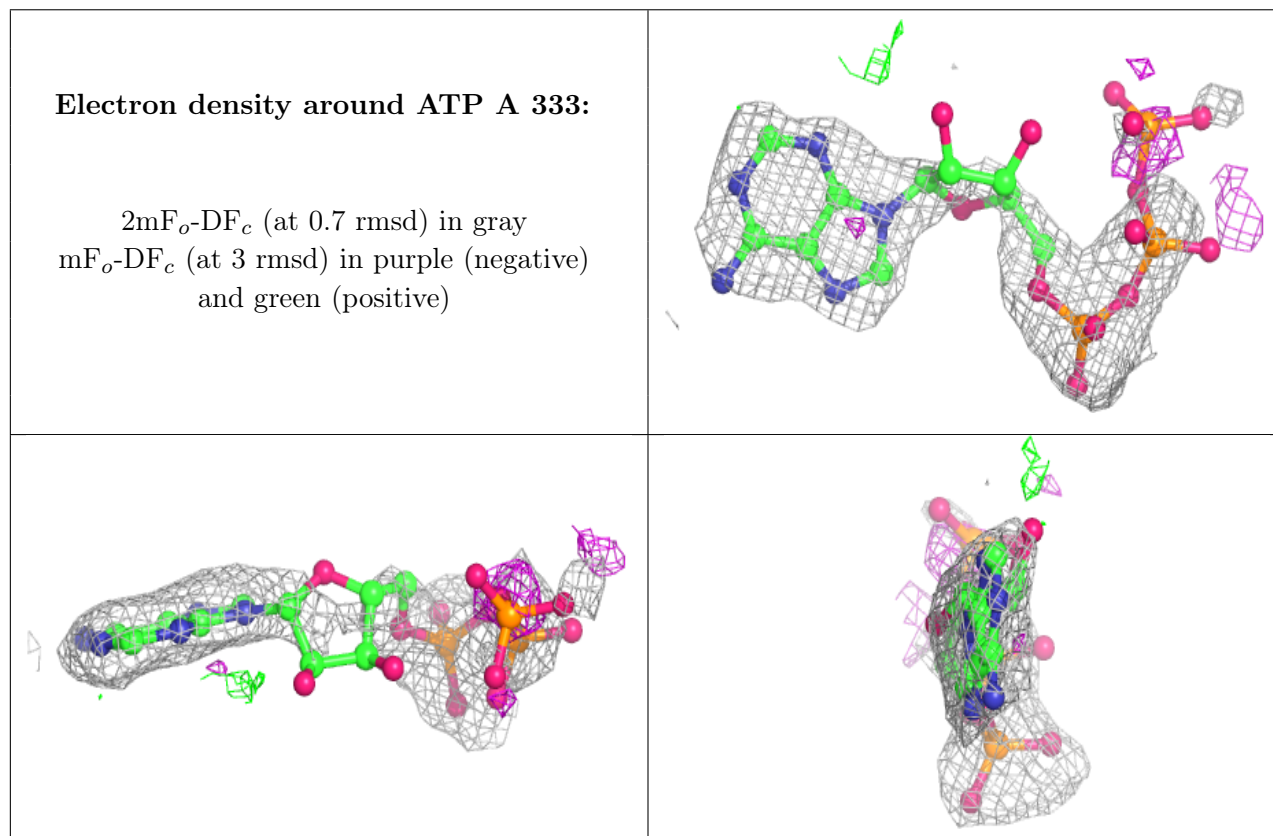 Electron density around ATP A 333:
2mFo-DFc (at 0.7 rmsd) in gray
mFo-DFc (at 3 rmsd) in purple (negative)
and green (positive)